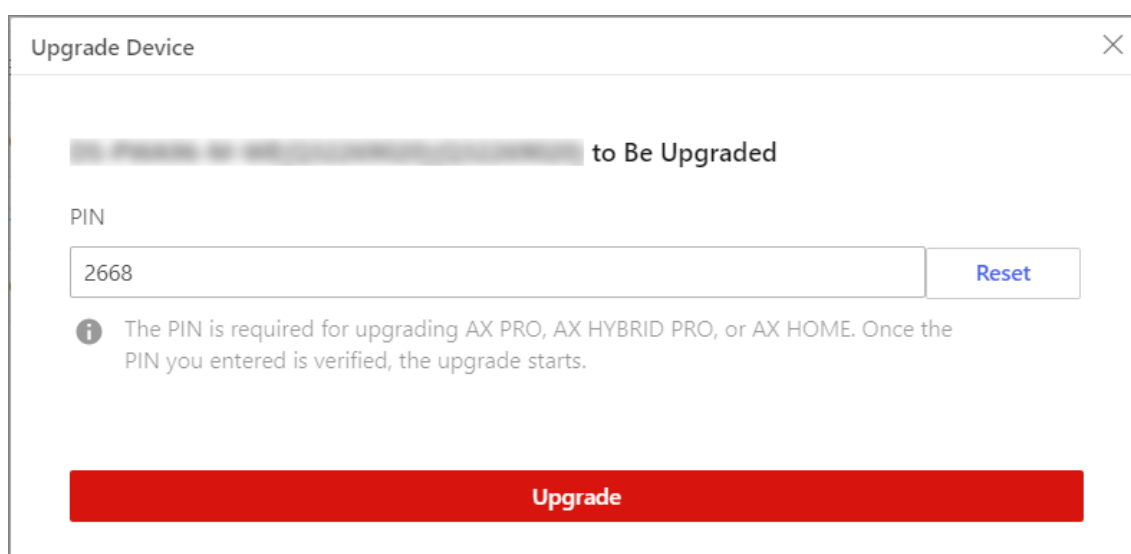 Upgrade Device
to Be Upgraded
PIN
2668
Reset
The PIN is required for upgrading AX PRO, AX HYBRID PRO, or AX HOME. Once the
PIN you entered is verified, the upgrade starts.
Upgrade